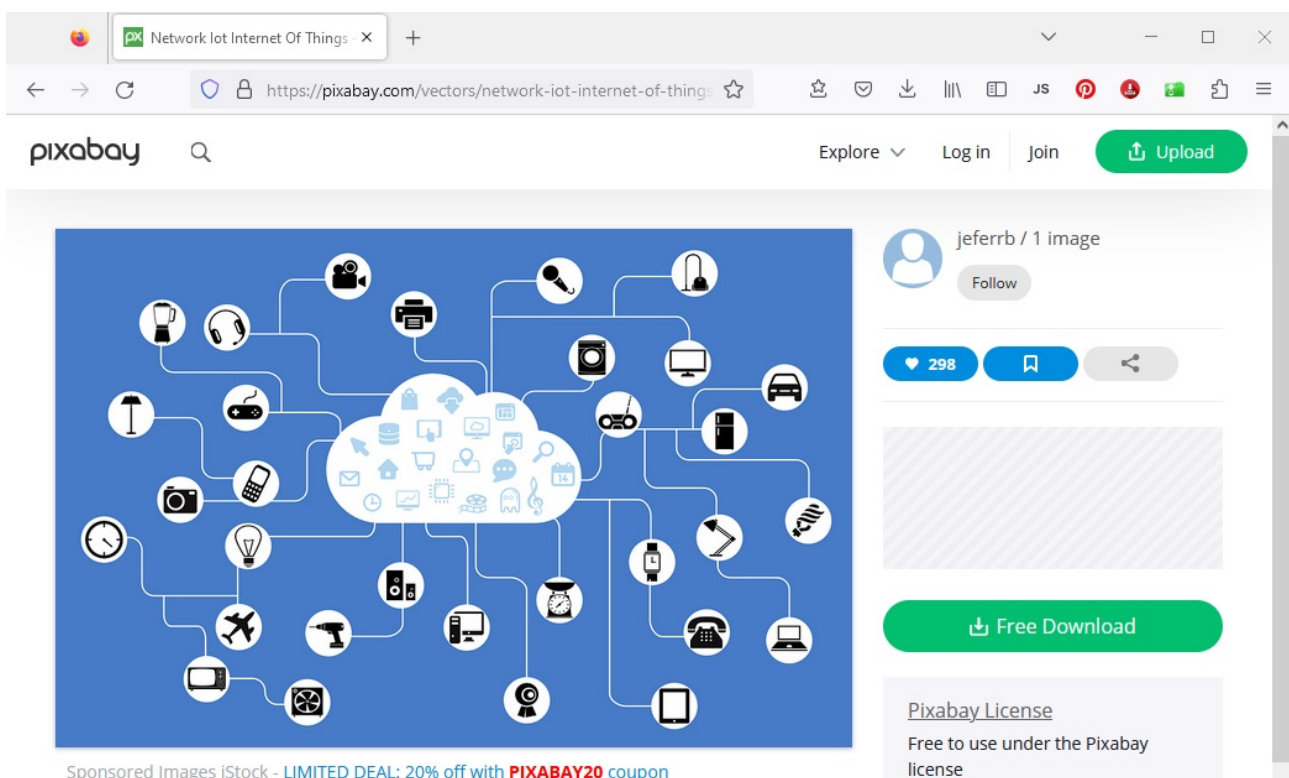 px Network Iot Internet Of Things -
https://pixabay.com/vectors/network-iot-internet-of-things
JS
pixabay
Explore
Log in
Join
Upload
jeferrb / 1 image
Follow
298
14
Free Download
Pixabay License
Free to use under the Pixabay
license
Sponsored Images iStock - LIMITED DEAL: 20% off with PIXABAY20 coupon